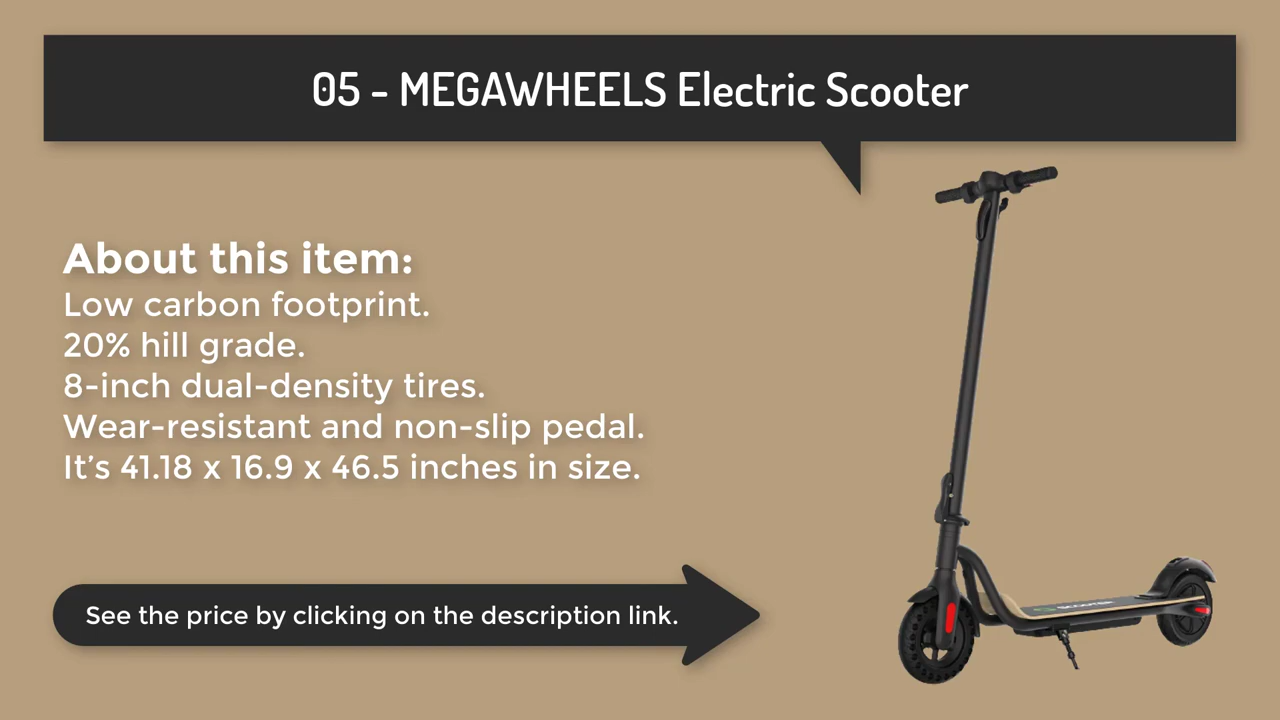 05 - MEGAWHEELS Electric Scooter
About this item:
Low carbon footprint.
20% hill grade.
8-inch dual-density tires.
Wear-resistant and non-slip pedal.
It’s 41.18 x 16.9 x 46.5 inches in size.
See the price by clicking on the description link.
SCOOTER